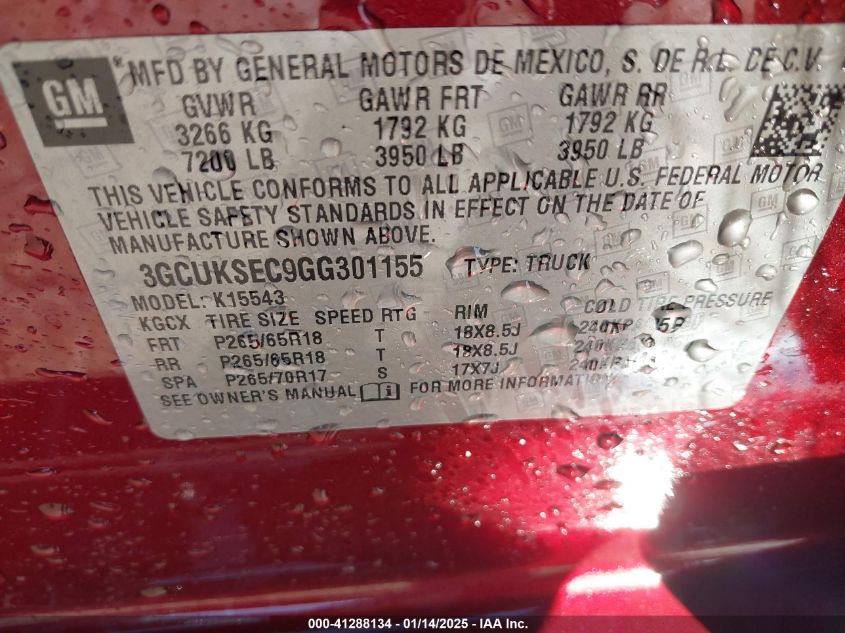 GM
MFD BY GENERAL MOTORS DE MEXICO, S. DE R.L. DE C.V.
GVWR GAWR FRT GAWR RR
3266 KG 1792 KG 1792 KG
7200 LB 3950 LB 3950 LB
THIS VEHICLE CONFORMS TO ALL APPLICABLE U.S. FEDERAL MOTOR
VEHICLE SAFETY STANDARDS IN EFFECT ON THE DATE OF
MANUFACTURE SHOWN ABOVE.
3GCUKSEC9GG301155 TYPE: TRUCK
MODEL: K15543
KGCX TIRE SIZE SPEED RTG RIM COLD TIRE PRESSURE
FRT P265/65R18 T 18X8.5J 240KPA
RR P265/65R18 T 18X8.5J 240KPA
SPA P265/70R17 S 17X7J 240KPA
SEE OWNER'S MANUAL FOR MORE INFORMATION
000-41288134 - 01/14/2025 - IAA Inc.